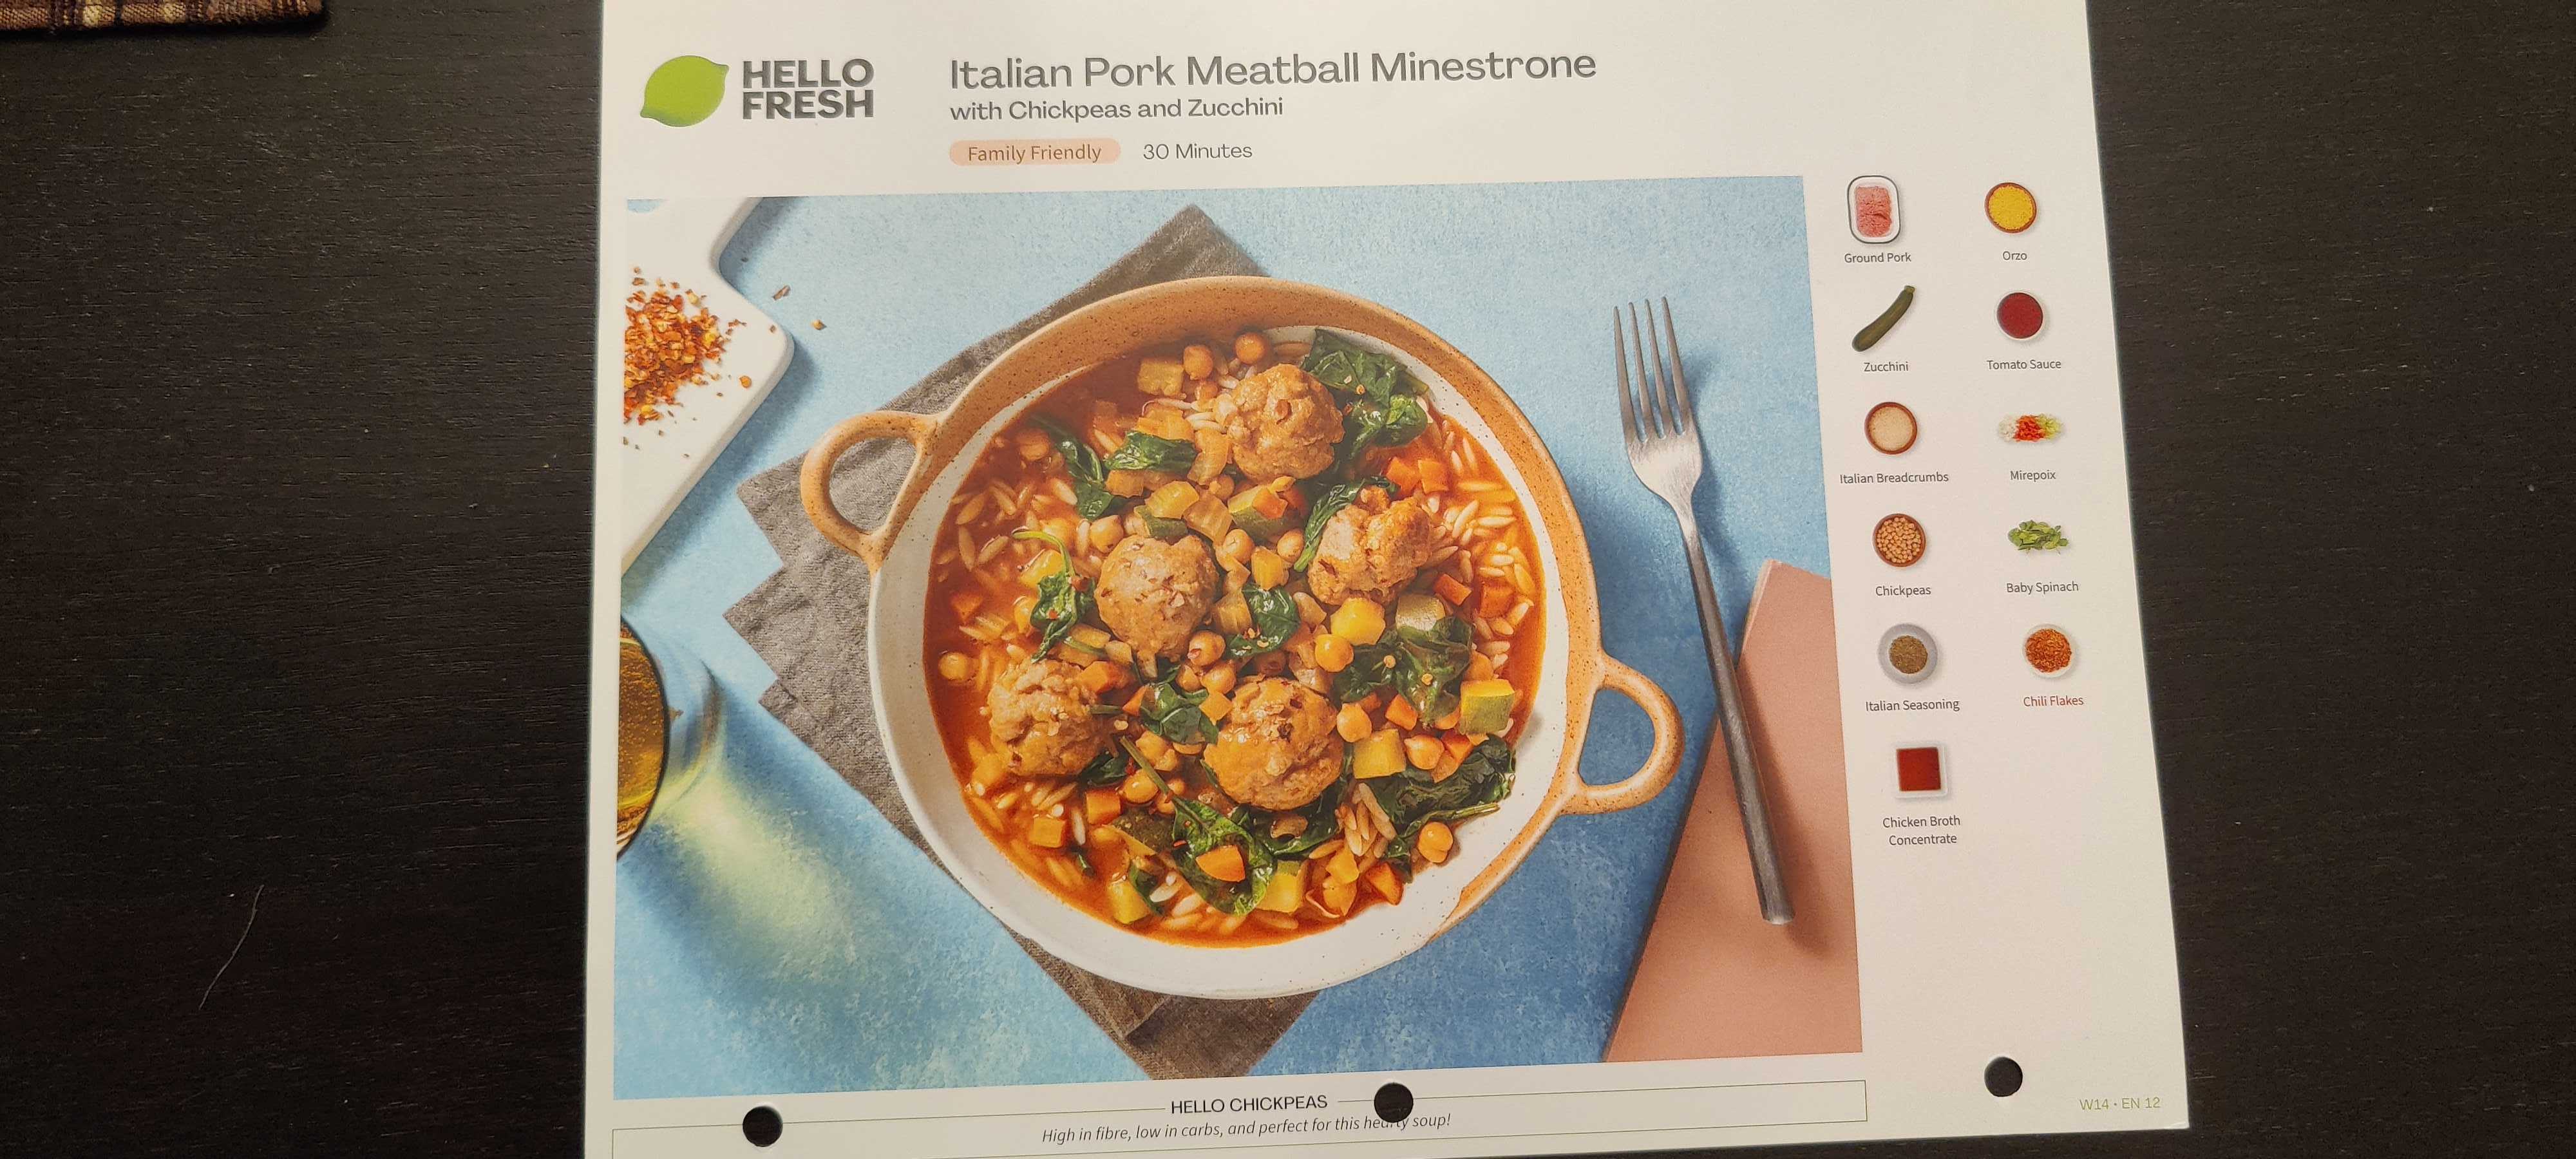 HELLO
FRESH
Italian Pork Meatball Minestrone
with Chickpeas and Zucchini
Family Friendly
30 Minutes
Ground Pork
Orzo
Zucchini
Tomato Sauce
Italian Breadcrumbs
Mirepoix
Chickpeas
Baby Spinach
Italian Seasoning
Chili Flakes
Chicken Broth
Concentrate
HELLO CHICKPEAS
High in fibre, low in carbs, and perfect for this hearty soup!
W14 • EN 12